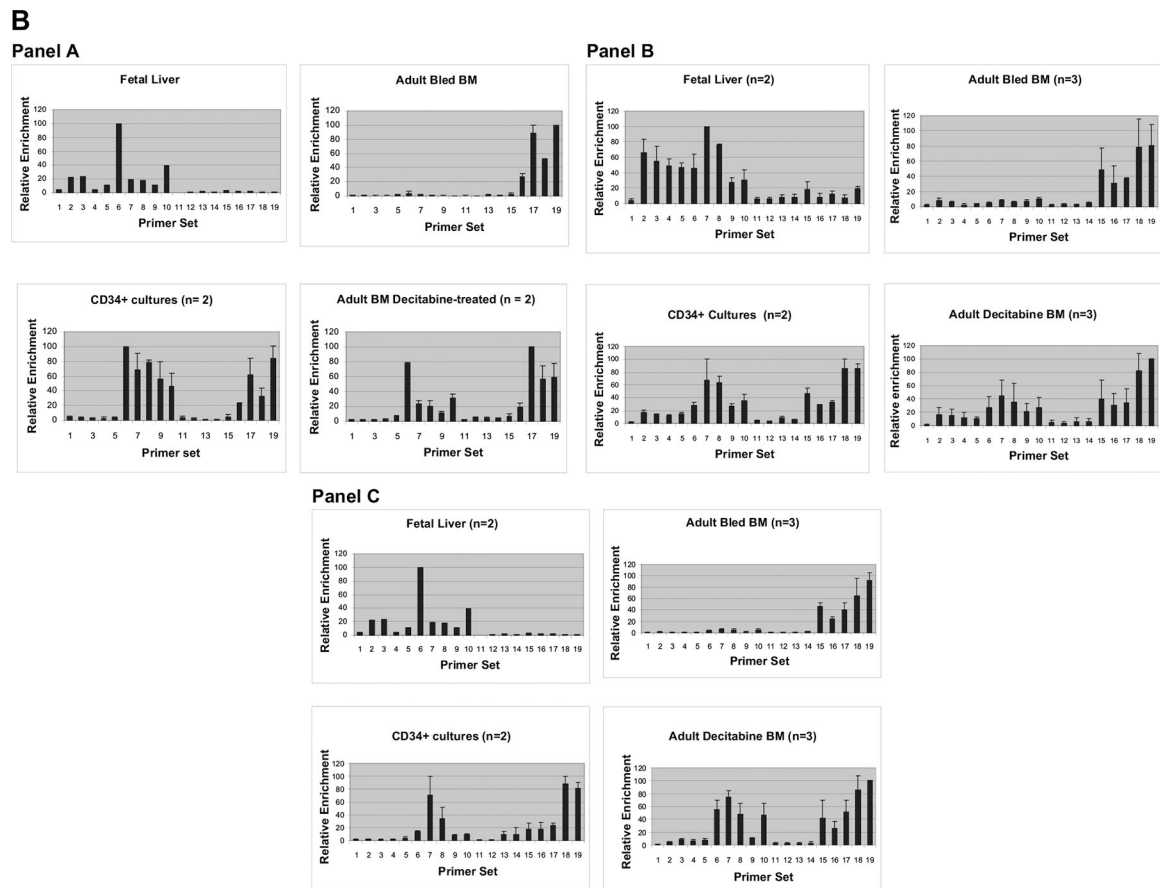 B
Panel A
Fetal Liver
Relative Enrichment
120
100
80
60
40
20
0
1 2 3 4 5 6 7 8 9 10 11 12 13 14 15 16 17 18 19
Primer Set
Adult Bled BM
Relative Enrichment
120
100
80
60
40
20
0
1 3 5 7 9 11 13 15 17 19
Primer Set
CD34+ cultures (n= 2)
Relative Enrichment
120
100
80
60
40
20
0
1 3 5 7 9 11 13 15 17 19
Primer set
Adult BM Decitabine-treated (n = 2)
Relative Enrichment
120
100
80
60
40
20
0
1 3 5 7 9 11 13 15 17 19
Primer Set
Panel B
Fetal Liver (n=2)
Relative Enrichment
120
100
80
60
40
20
0
1 2 3 4 5 6 7 8 9 10 11 12 13 14 15 16 17 18 19
Primer Set
Adult Bled BM (n=3)
Relative Enrichment
120
100
80
60
40
20
0
1 2 3 4 5 6 7 8 9 10 11 12 13 14 15 16 17 18 19
Primer Set
CD34+ Cultures (n=2)
Relative Enrichment
120
100
80
60
40
20
0
1 2 3 4 5 6 7 8 9 10 11 12 13 14 15 16 17 18 19
Primer Set
Adult Decitabine BM (n=3)
Relative enrichment
120
100
80
60
40
20
0
1 2 3 4 5 6 7 8 9 10 11 12 13 14 15 16 17 18 19
Primer Set
Panel C
Fetal Liver (n=2)
Relative Enrichment
120
100
80
60
40
20
0
1 2 3 4 5 6 7 8 9 10 11 12 13 14 15 16 17 18 19
Primer Set
Adult Bled BM (n=3)
Relative Enrichment
120
100
80
60
40
20
0
1 2 3 4 5 6 7 8 9 10 11 12 13 14 15 16 17 18 19
Primer Set
CD34+ cultures (n=2)
Relative Enrichment
120
100
80
60
40
20
0
1 2 3 4 5 6 7 8 9 10 11 12 13 14 15 16 17 18 19
Primer Set
Adult Decitabine BM (n=3)
Relative Enrichment
120
100
80
60
40
20
0
1 2 3 4 5 6 7 8 9 10 11 12 13 14 15 16 17 18 19
Primer Set